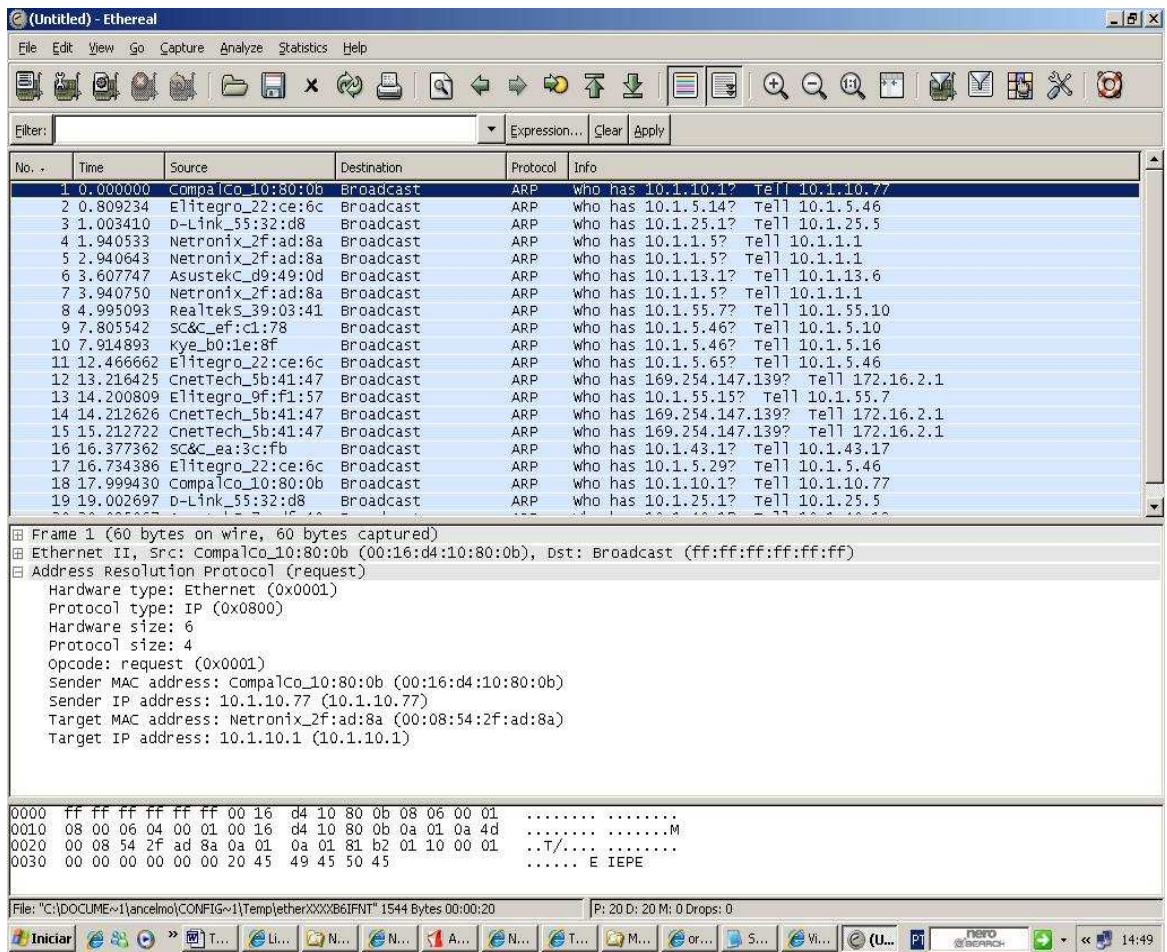 (Untitled) - Ethereal
File Edit View Go Capture Analyze Statistics Help
Filter: Expression... Clear Apply
No. Time Source Destination Protocol Info
1 0.000000 CompalCo_10:80:0b Broadcast ARP Who has 10.1.10.1? Tell 10.1.10.77
2 0.809234 Elitegro_22:ce:6c Broadcast ARP Who has 10.1.5.14? Tell 10.1.5.46
3 1.003410 D-Link_55:32:d8 Broadcast ARP Who has 10.1.25.1? Tell 10.1.25.5
4 1.940533 Netronix_2f:ad:8a Broadcast ARP Who has 10.1.1.5? Tell 10.1.1.1
5 2.940643 Netronix_2f:ad:8a Broadcast ARP Who has 10.1.1.5? Tell 10.1.1.1
6 3.607747 AsustekC_d9:49:0d Broadcast ARP Who has 10.1.13.1? Tell 10.1.13.6
7 3.940750 Netronix_2f:ad:8a Broadcast ARP Who has 10.1.1.5? Tell 10.1.1.1
8 4.995093 RealtekS_39:03:41 Broadcast ARP Who has 10.1.55.7? Tell 10.1.55.10
9 7.805542 SC&C_ef:c1:78 Broadcast ARP Who has 10.1.5.46? Tell 10.1.5.10
10 7.914893 Kye_b0:1e:8f Broadcast ARP Who has 10.1.5.46? Tell 10.1.5.16
11 12.466662 Elitegro_22:ce:6c Broadcast ARP Who has 10.1.5.65? Tell 10.1.5.46
12 13.216425 CnetTech_5b:41:47 Broadcast ARP Who has 169.254.147.139? Tell 172.16.2.1
13 14.200809 Elitegro_9f:f1:57 Broadcast ARP Who has 10.1.55.15? Tell 10.1.55.7
14 14.212626 CnetTech_5b:41:47 Broadcast ARP Who has 169.254.147.139? Tell 172.16.2.1
15 15.212722 CnetTech_5b:41:47 Broadcast ARP Who has 169.254.147.139? Tell 172.16.2.1
16 16.377362 SC&C_ea:3c:fb Broadcast ARP Who has 10.1.43.1? Tell 10.1.43.17
17 16.734386 Elitegro_22:ce:6c Broadcast ARP Who has 10.1.5.29? Tell 10.1.5.46
18 17.999430 CompalCo_10:80:0b Broadcast ARP Who has 10.1.10.1? Tell 10.1.10.77
19 19.002697 D-Link_55:32:d8 Broadcast ARP Who has 10.1.25.1? Tell 10.1.25.5
Frame 1 (60 bytes on wire, 60 bytes captured)
Ethernet II, Src: CompalCo_10:80:0b (00:16:d4:10:80:0b), Dst: Broadcast (ff:ff:ff:ff:ff:ff)
Address Resolution Protocol (request)
Hardware type: Ethernet (0x0001)
Protocol type: IP (0x0800)
Hardware size: 6
Protocol size: 4
Opcode: request (0x0001)
Sender MAC address: CompalCo_10:80:0b (00:16:d4:10:80:0b)
Sender IP address: 10.1.10.77 (10.1.10.77)
Target MAC address: Netronix_2f:ad:8a (00:08:54:2f:ad:8a)
Target IP address: 10.1.10.1 (10.1.10.1)
0000 ff ff ff ff ff ff 00 16 d4 10 80 0b 08 06 00 01 ........ ........
0010 08 00 06 04 00 01 00 16 d4 10 80 0b 0a 01 0a 4d ........ .......M
0020 00 08 54 2f ad 8a 0a 01 0a 01 81 b2 01 10 00 01 ..T/.... ........
0030 00 00 00 00 00 00 20 45 49 45 50 45 ...... E IEPE
File: "C:\DOCUME~1\ancelmo\CONFIG~1\Temp\etherXXXXB6IFNT" 1544 Bytes 00:00:20 P: 20 D: 20 M: 0 Drops: 0
Iniciar » T... Li... N... N... A... N... T... M... or... S... Vi... (U... PT nero @SEARCH « 14:49